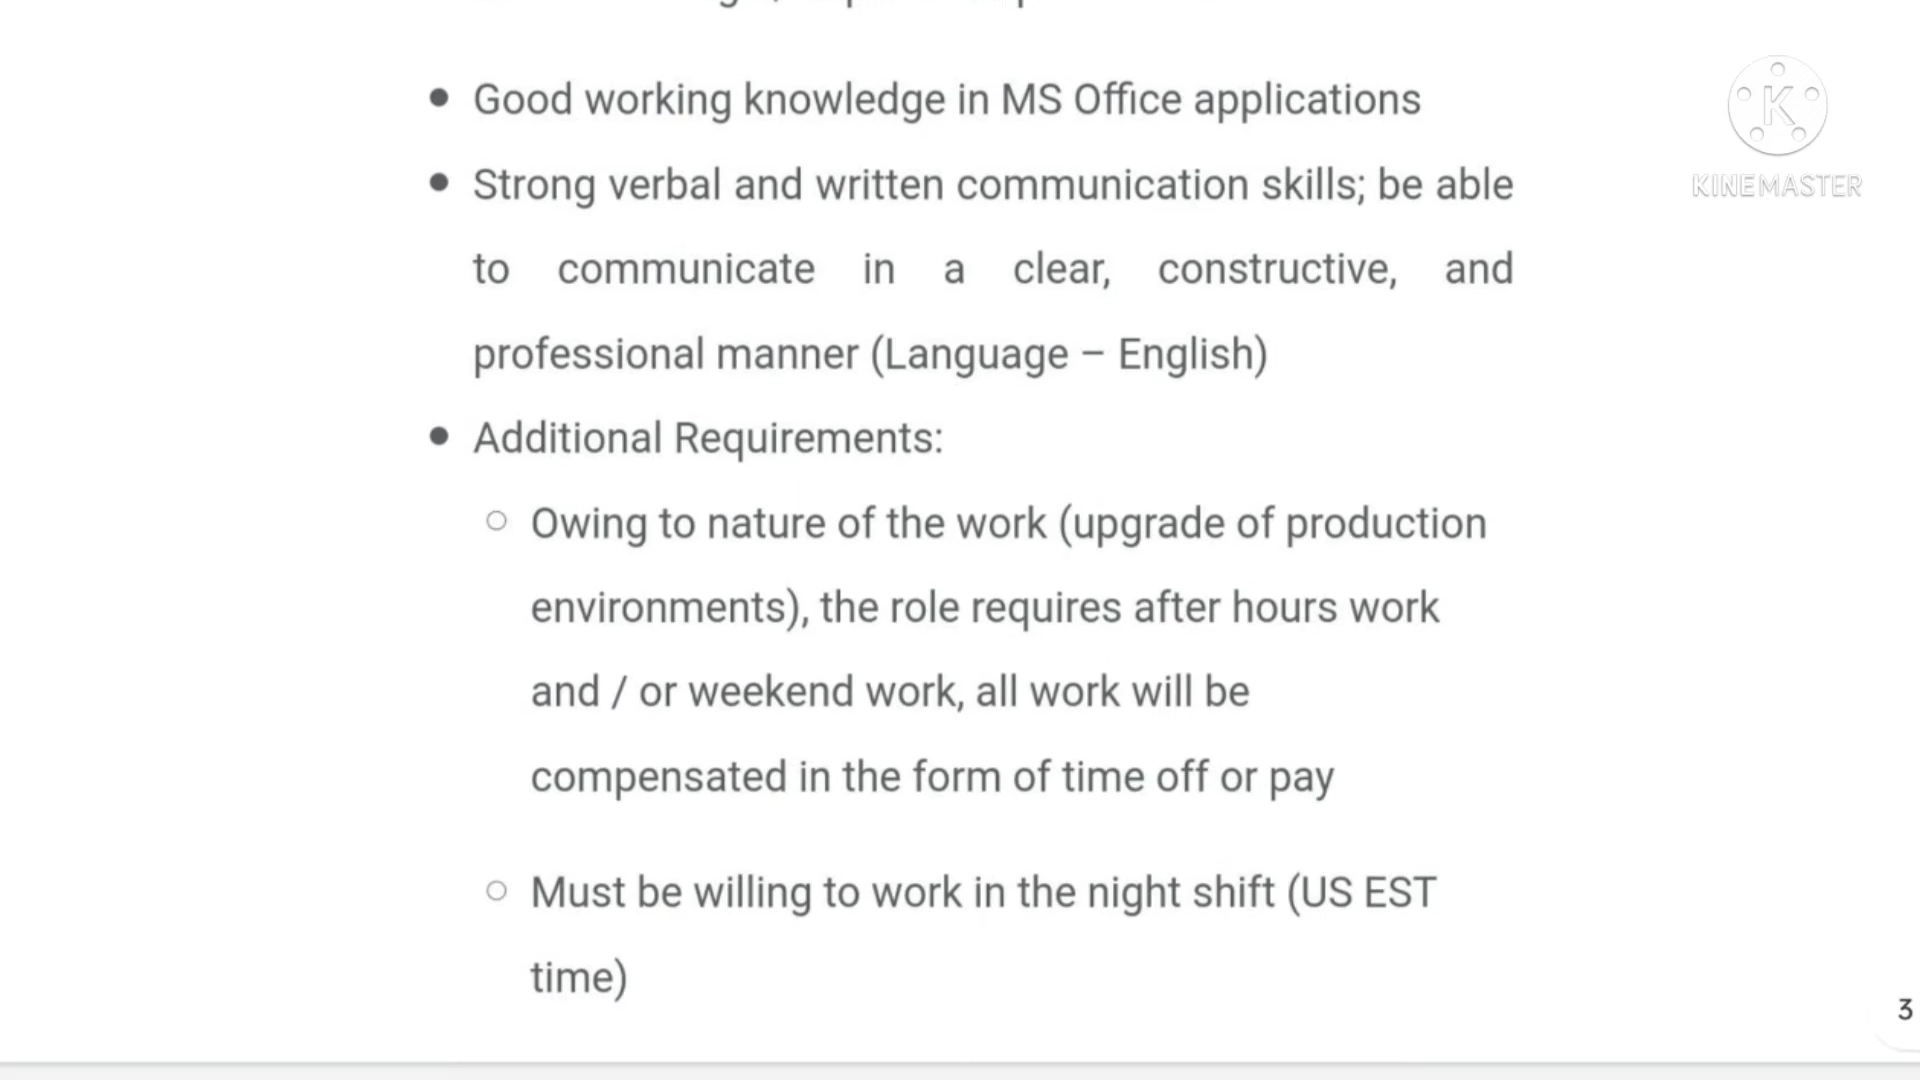 ● Good working knowledge in MS Office applications
● Strong verbal and written communication skills; be able
to communicate in a clear, constructive, and
professional manner (Language – English)
● Additional Requirements:
○ Owing to nature of the work (upgrade of production
environments), the role requires after hours work
and / or weekend work, all work will be
compensated in the form of time off or pay
○ Must be willing to work in the night shift (US EST
time)
K
KINEMASTER
3